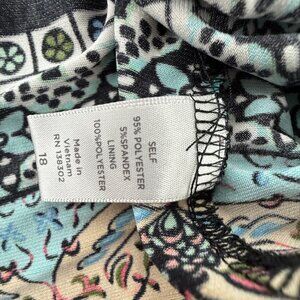 SELF
95% POLYESTER
5%SPANDEX
LINING
100%POLYESTER
Made in
Vietnam
RN 138302
18